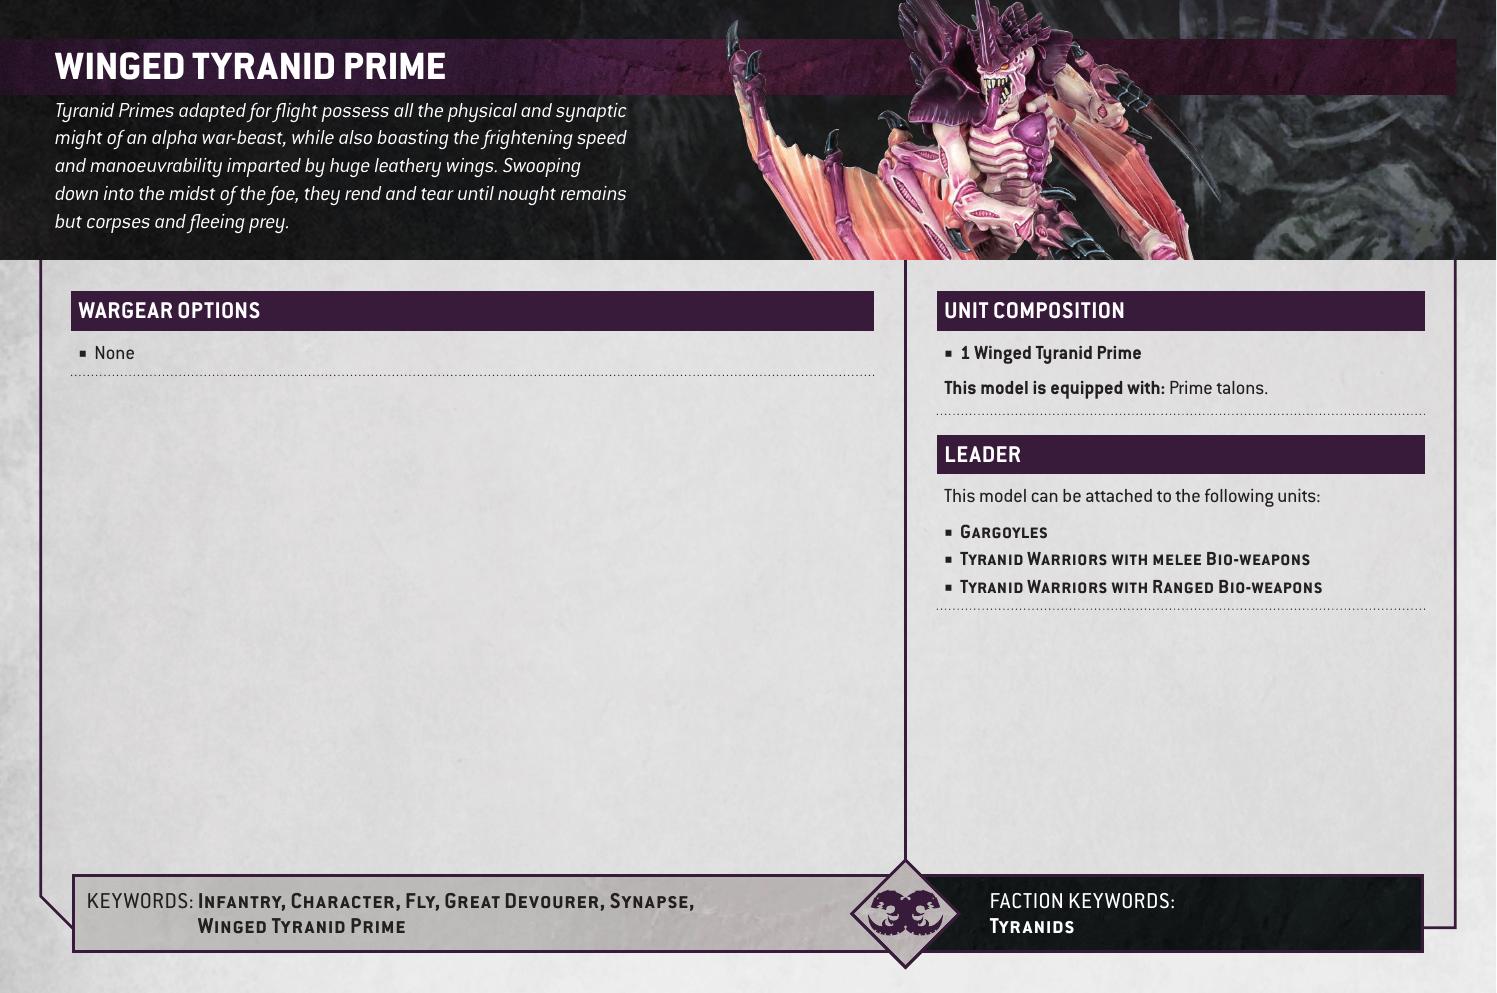 WINGED TYRANID PRIME
Tyranid Primes adapted for flight possess all the physical and synaptic
might of an alpha war-beast, while also boasting the frightening speed
and manoeuvrability imparted by huge leathery wings. Swooping
down into the midst of the foe, they rend and tear until nought remains
but corpses and fleeing prey.
WARGEAR OPTIONS
▪ None
UNIT COMPOSITION
▪ 1 Winged Tyranid Prime
This model is equipped with: Prime talons.
LEADER
This model can be attached to the following units:
▪ Gargoyles
▪ Tyranid Warriors with melee Bio-weapons
▪ Tyranid Warriors with Ranged Bio-weapons
KEYWORDS: Infantry, Character, Fly, Great Devourer, Synapse,
Winged Tyranid Prime
FACTION KEYWORDS:
Tyranids